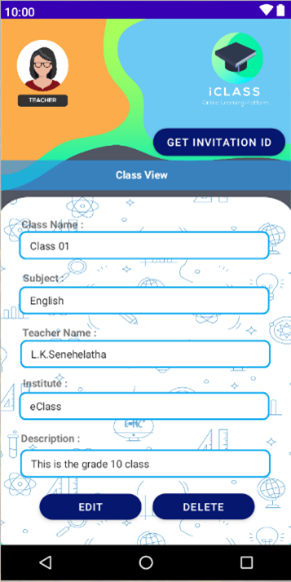 10:00
TRACHER
iCLASS
Online Learning Platform
GET INVITATION ID
Class View
Class Name :
Class 01
Subject :
English
Teacher Name :
L.K.Senehelatha
Institute :
eClass
Description :
This is the grade 10 class
EDIT
DELETE